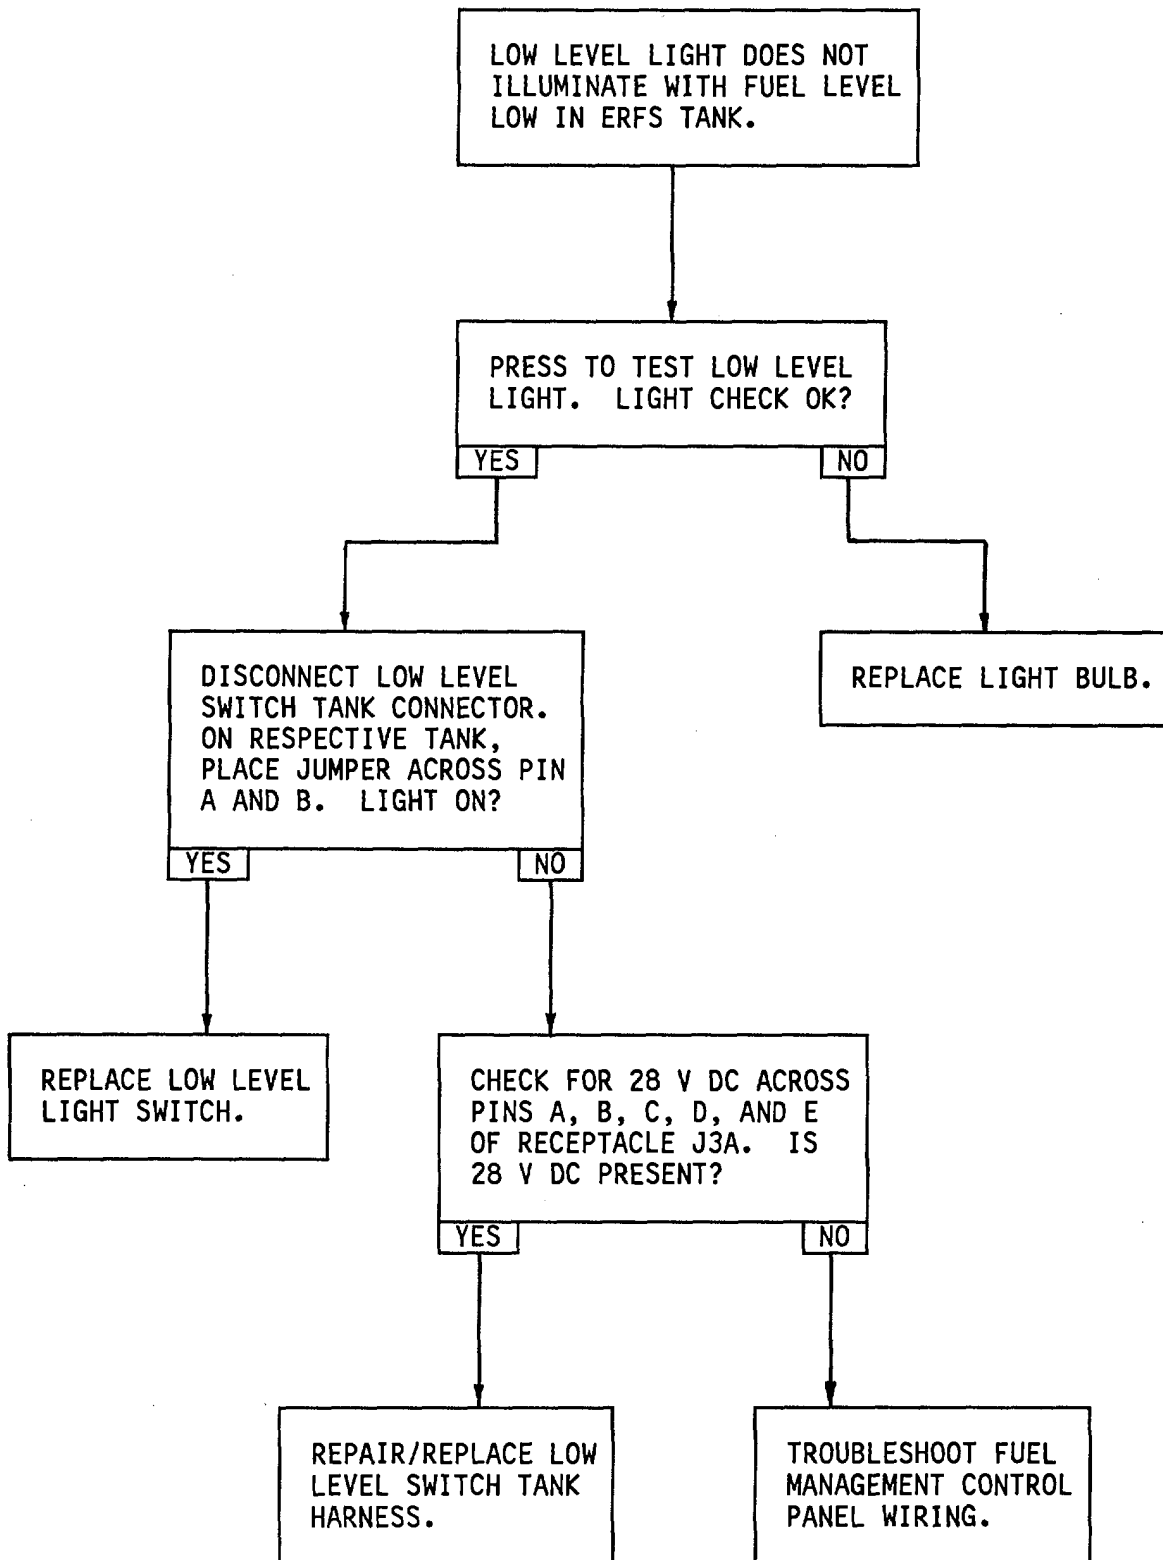 LOW LEVEL LIGHT DOES NOT
ILLUMINATE WITH FUEL LEVEL
LOW IN ERFS TANK.
PRESS TO TEST LOW LEVEL
LIGHT. LIGHT CHECK OK?
YES
NO
DISCONNECT LOW LEVEL
SWITCH TANK CONNECTOR.
ON RESPECTIVE TANK,
PLACE JUMPER ACROSS PIN
A AND B. LIGHT ON?
REPLACE LIGHT BULB.
YES
NO
REPLACE LOW LEVEL
LIGHT SWITCH.
CHECK FOR 28 V DC ACROSS
PINS A, B, C, D, AND E
OF RECEPTACLE J3A. IS
28 V DC PRESENT?
YES
NO
REPAIR/REPLACE LOW
LEVEL SWITCH TANK
HARNESS.
TROUBLESHOOT FUEL
MANAGEMENT CONTROL
PANEL WIRING.